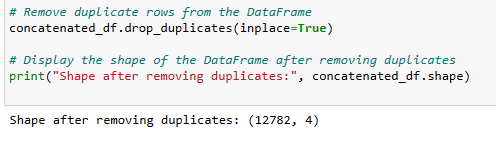 # Remove duplicate rows from the DataFrame
concatenated_df.drop_duplicates(inplace=True)
# Display the shape of the DataFrame after removing duplicates
print("Shape after removing duplicates:", concatenated_df.shape)
Shape after removing duplicates: (12782, 4)